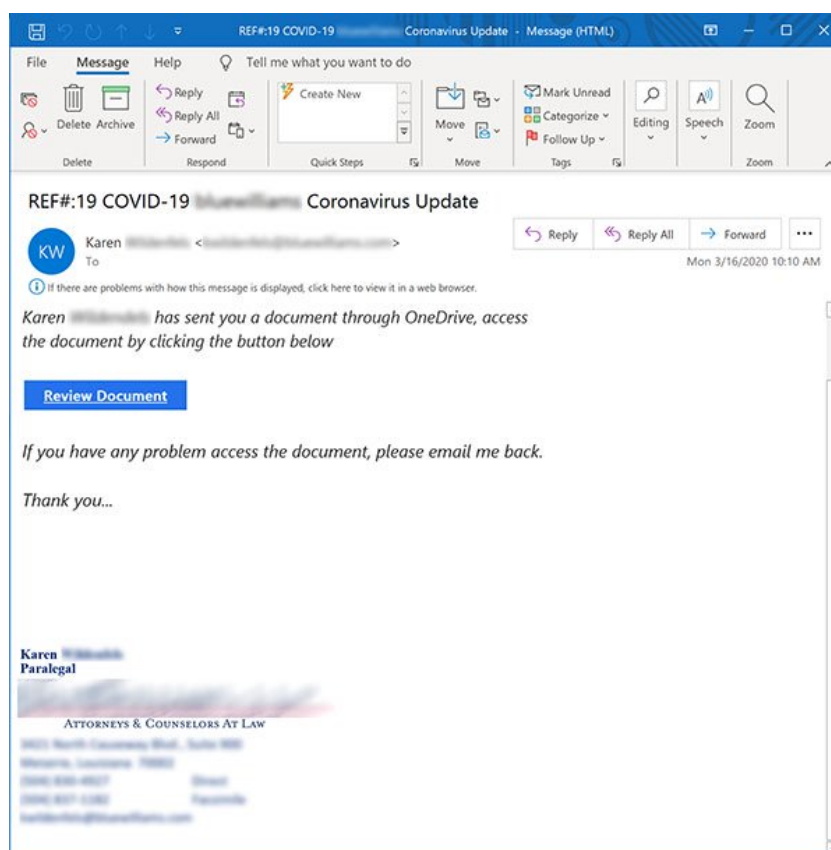 REF#:19 COVID-19 Coronavirus Update - Message (HTML)
File Message Help Tell me what you want to do
Delete Archive
Reply
Reply All
Forward
Create New
Move
Mark Unread
Categorize
Follow Up
Editing
Speech
Zoom
Delete Respond Quick Steps Move Tags Zoom
REF#:19 COVID-19 Coronavirus Update
Reply Reply All Forward ...
KW
Karen < >
To
Mon 3/16/2020 10:10 AM
If there are problems with how this message is displayed, click here to view it in a web browser.
Karen has sent you a document through OneDrive, access
the document by clicking the button below
Review Document
If you have any problem access the document, please email me back.
Thank you...
Karen
Paralegal
ATTORNEYS & COUNSELORS AT LAW